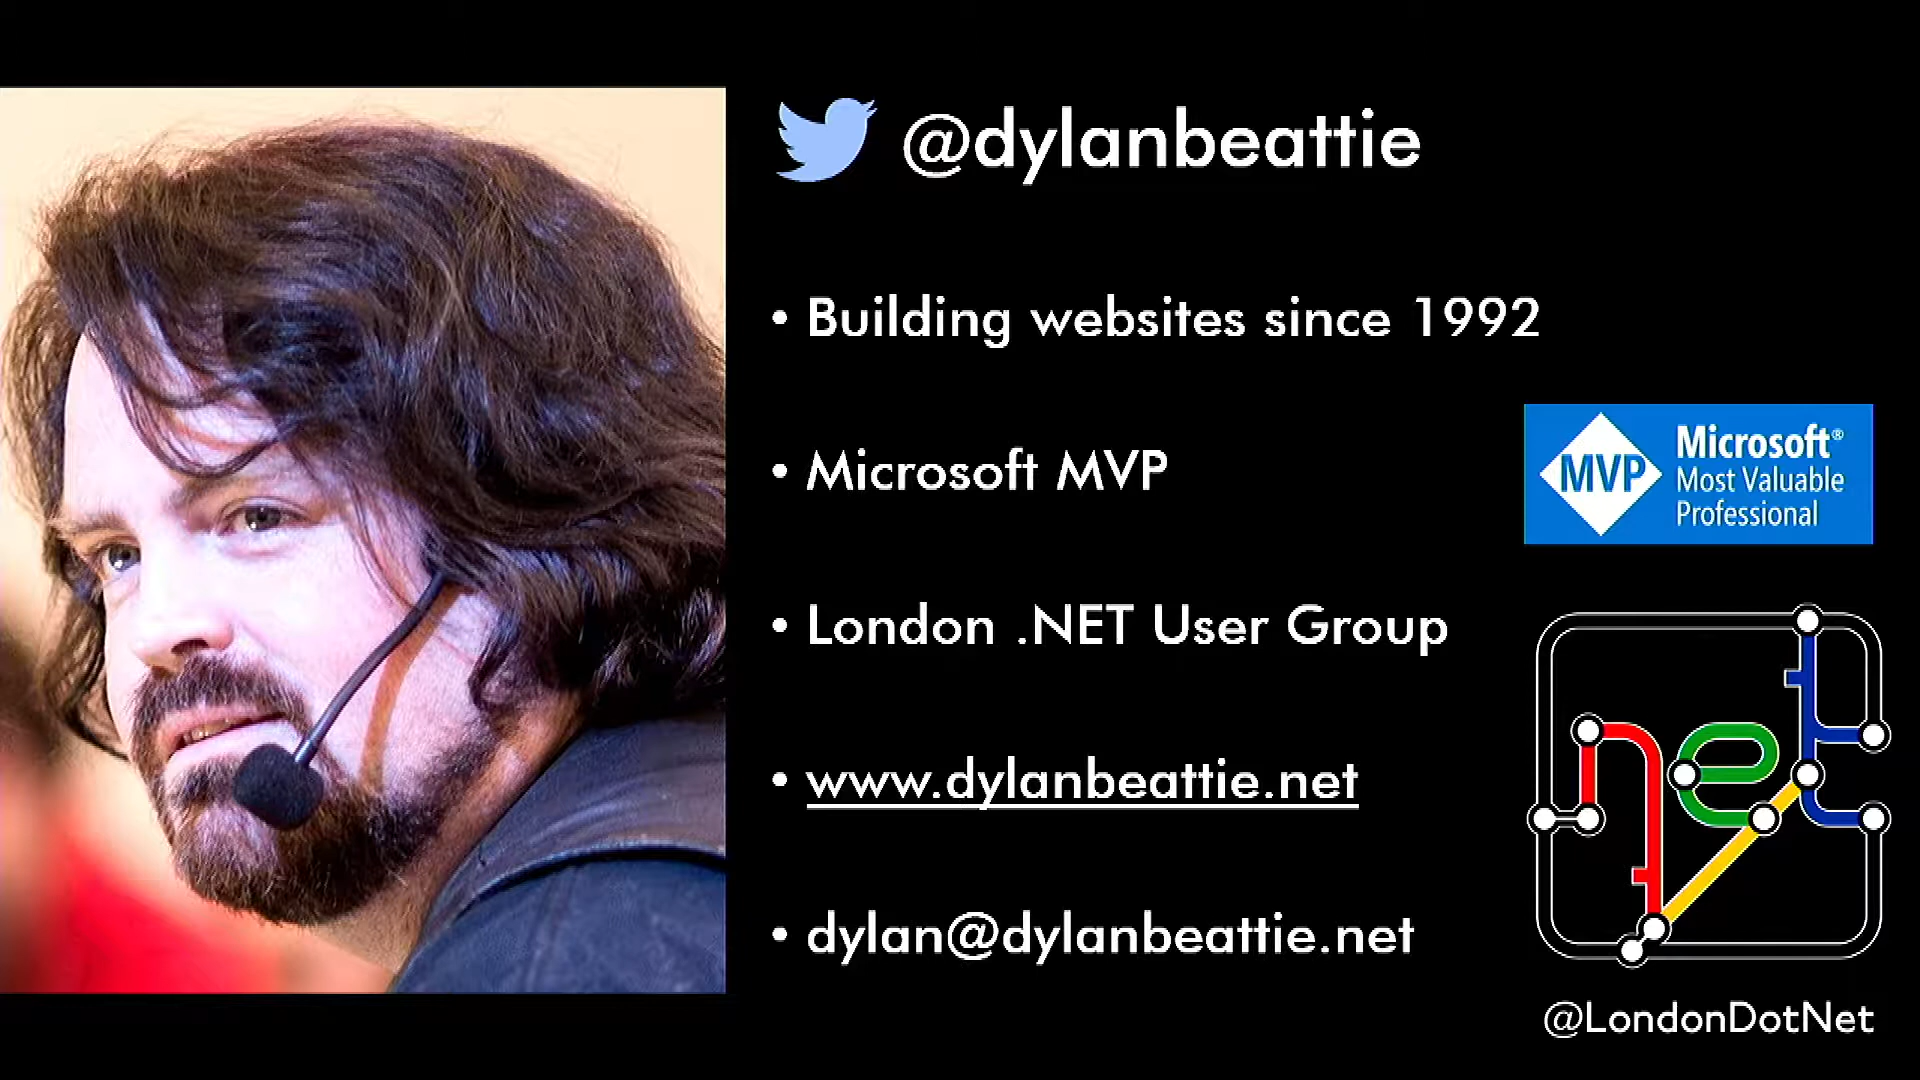 @dylanbeattie
• Building websites since 1992
• Microsoft MVP
MVP
Microsoft®
Most Valuable
Professional
• London .NET User Group
net
• www.dylanbeattie.net
• dylan@dylanbeattie.net
@LondonDotNet